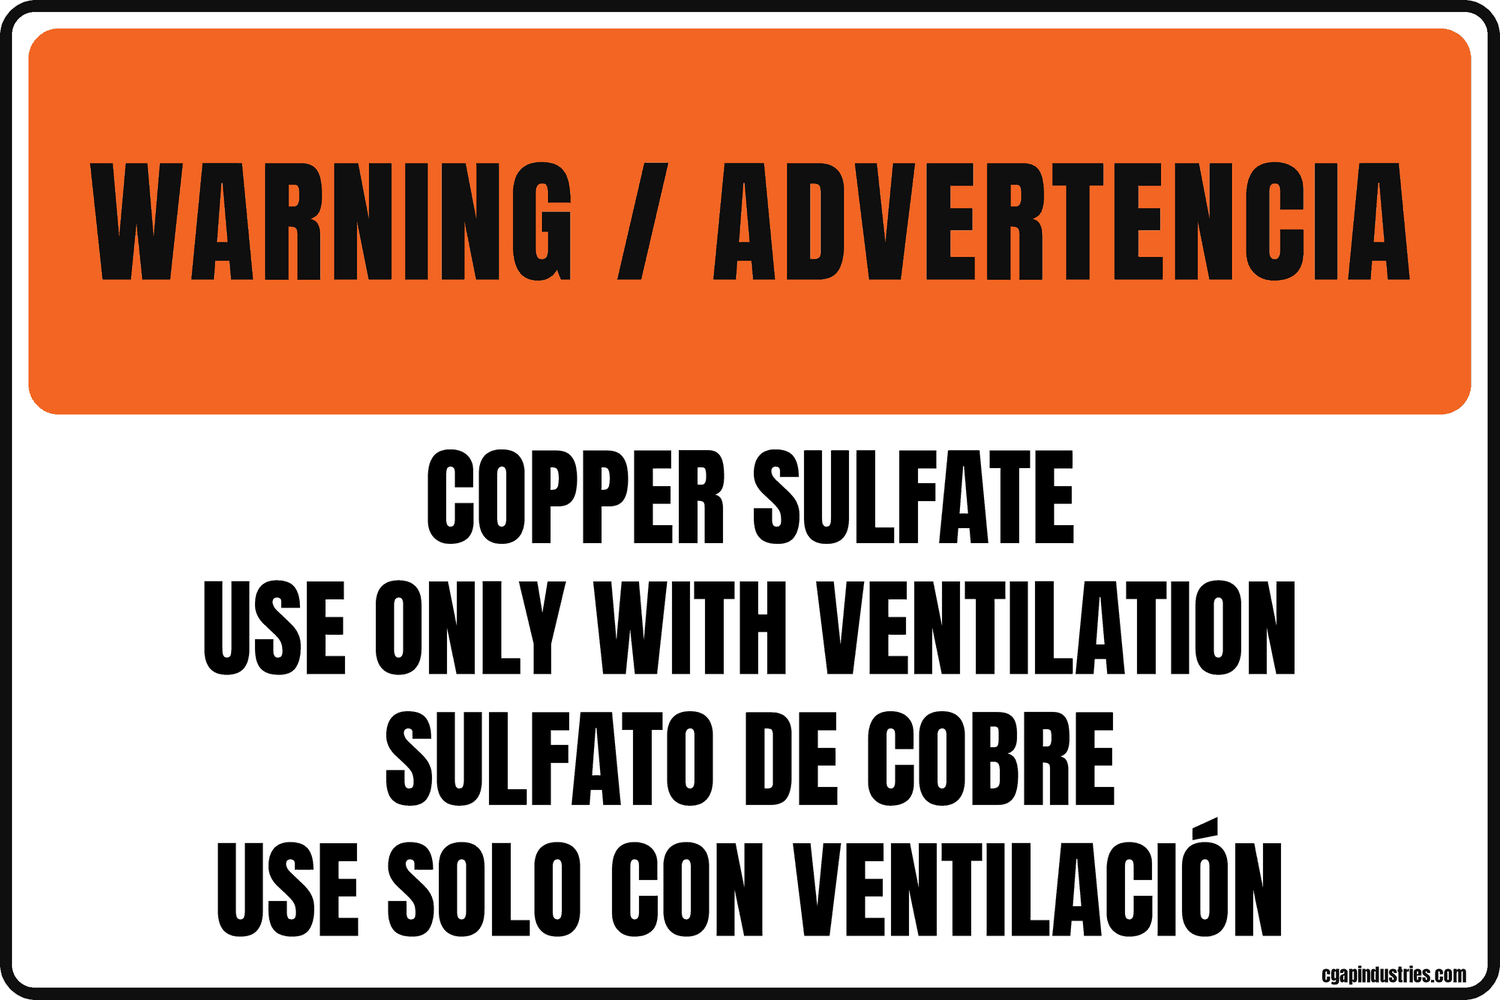 WARNING / ADVERTENCIA
COPPER SULFATE
USE ONLY WITH VENTILATION
SULFATO DE COBRE
USE SOLO CON VENTILACIÓN
cgapindustries.com